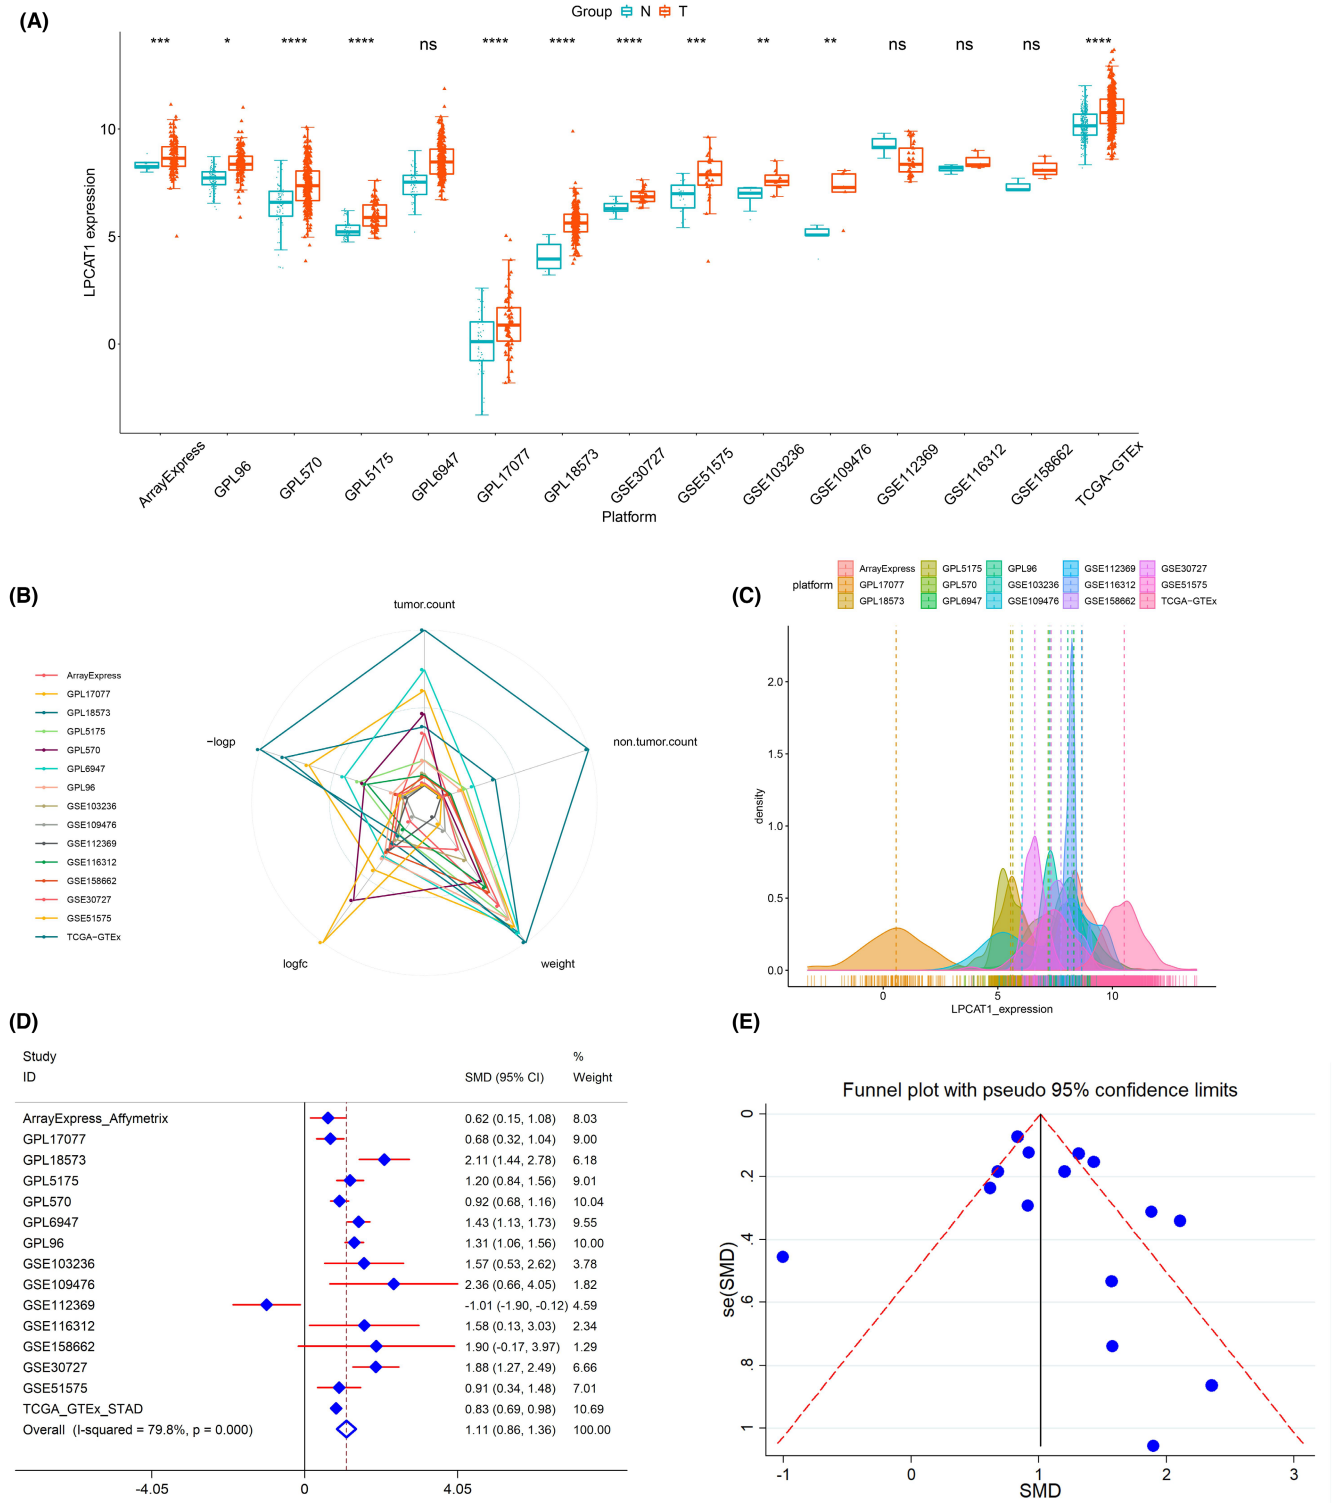 (A)
Group N T
*** * **** **** ns **** **** **** *** ** ** ns ns ns ****
LPCAT1 expression
10
5
0
ArrayExpress GPL96 GPL570 GPL5175 GPL6947 GPL17077 GPL18573 GSE30727 GSE51575 GSE103236 GSE109476 GSE112369 GSE116312 GSE158662 TCGA−GTEx
Platform
(B)
tumor.count
non.tumor.count
weight
logfc
−logp
ArrayExpress
GPL17077
GPL18573
GPL5175
GPL570
GPL6947
GPL96
GSE103236
GSE109476
GSE112369
GSE116312
GSE158662
GSE30727
GSE51575
TCGA−GTEx
(C)
platform
ArrayExpress GPL5175 GPL96 GSE112369 GSE30727
GPL17077 GPL570 GSE103236 GSE116312 GSE51575
GPL18573 GPL6947 GSE109476 GSE158662 TCGA−GTEx
density
2.0
1.5
1.0
0.5
0.0
0 5 10
LPCAT1_expression
(D)
Study %
ID SMD (95% CI) Weight
ArrayExpress_Affymetrix 0.62 (0.15, 1.08) 8.03
GPL17077 0.68 (0.32, 1.04) 9.00
GPL18573 2.11 (1.44, 2.78) 6.18
GPL5175 1.20 (0.84, 1.56) 9.01
GPL570 0.92 (0.68, 1.16) 10.04
GPL6947 1.43 (1.13, 1.73) 9.55
GPL96 1.31 (1.06, 1.56) 10.00
GSE103236 1.57 (0.53, 2.62) 3.78
GSE109476 2.36 (0.66, 4.05) 1.82
GSE112369 -1.01 (-1.90, -0.12) 4.59
GSE116312 1.58 (0.13, 3.03) 2.34
GSE158662 1.90 (-0.17, 3.97) 1.29
GSE30727 1.88 (1.27, 2.49) 6.66
GSE51575 0.91 (0.34, 1.48) 7.01
TCGA_GTEx_STAD 0.83 (0.69, 0.98) 10.69
Overall (I-squared = 79.8%, p = 0.000) 1.11 (0.86, 1.36) 100.00
-4.05 0 4.05
(E)
Funnel plot with pseudo 95% confidence limits
se(SMD)
0
.2
.4
.6
.8
1
-1 0 1 2 3
SMD